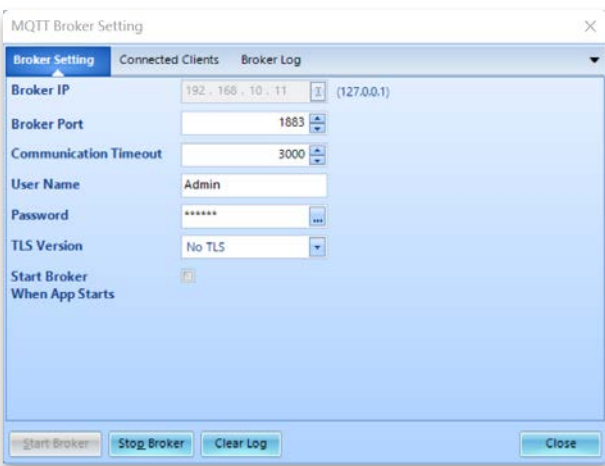 MQTT Broker Setting
Broker Setting Connected Clients Broker Log
Broker IP 192 . 168 . 10 . 11 (127.0.0.1)
Broker Port 1883
Communication Timeout 3000
User Name Admin
Password ******
TLS Version No TLS
Start Broker
When App Starts
Start Broker Stop Broker Clear Log Close